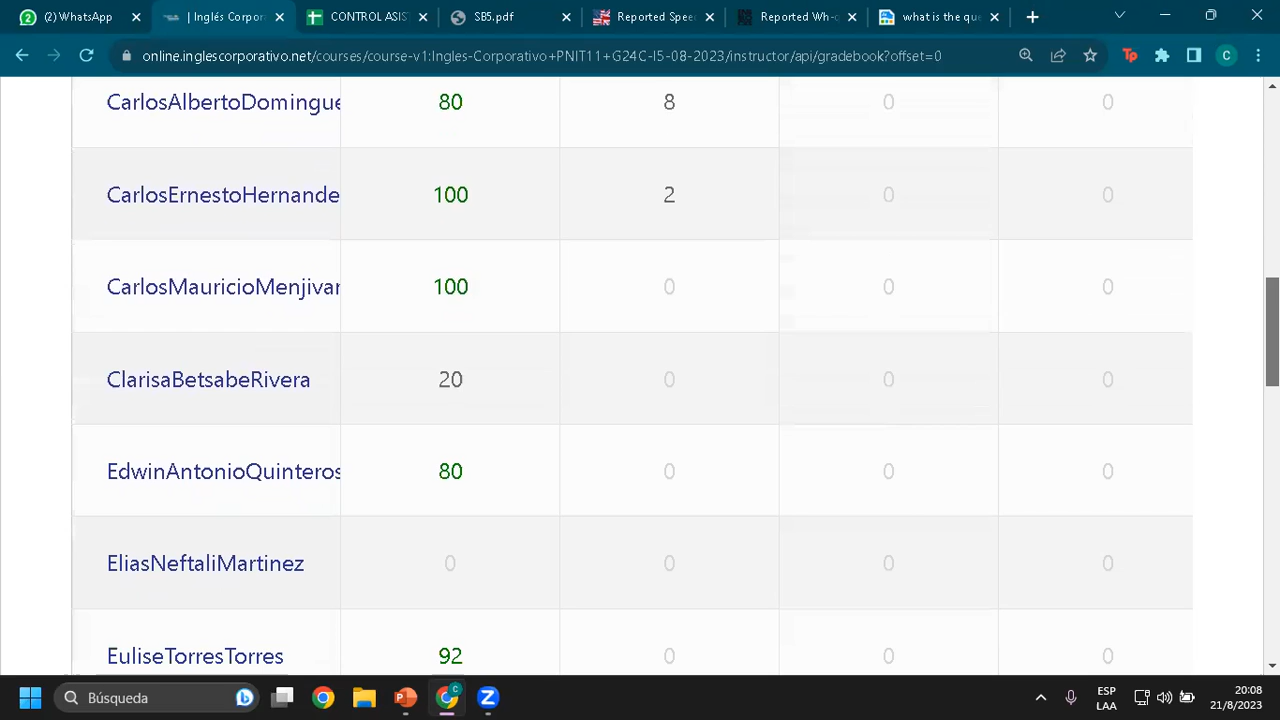 (2) WhatsApp
| Inglés Corpor
CONTROL ASIS
SB5.pdf
Reported Spee
Reported Wh-q
what is the que
online.inglescorporativo.net/courses/course-v1:Ingles-Corporativo+PNIT11+G24C-I5-08-2023/instructor/api/gradebook?offset=0
Tp
C
CarlosAlbertoDomingue 80 8 0 0
CarlosErnestoHernande 100 2 0 0
CarlosMauricioMenjivar 100 0 0 0
ClarisaBetsabeRivera 20 0 0 0
EdwinAntonioQuinteros 80 0 0 0
EliasNeftaliMartinez 0 0 0 0
EuliseTorresTorres 92 0 0 0
Búsqueda
ESP
LAA
20:08
21/8/2023